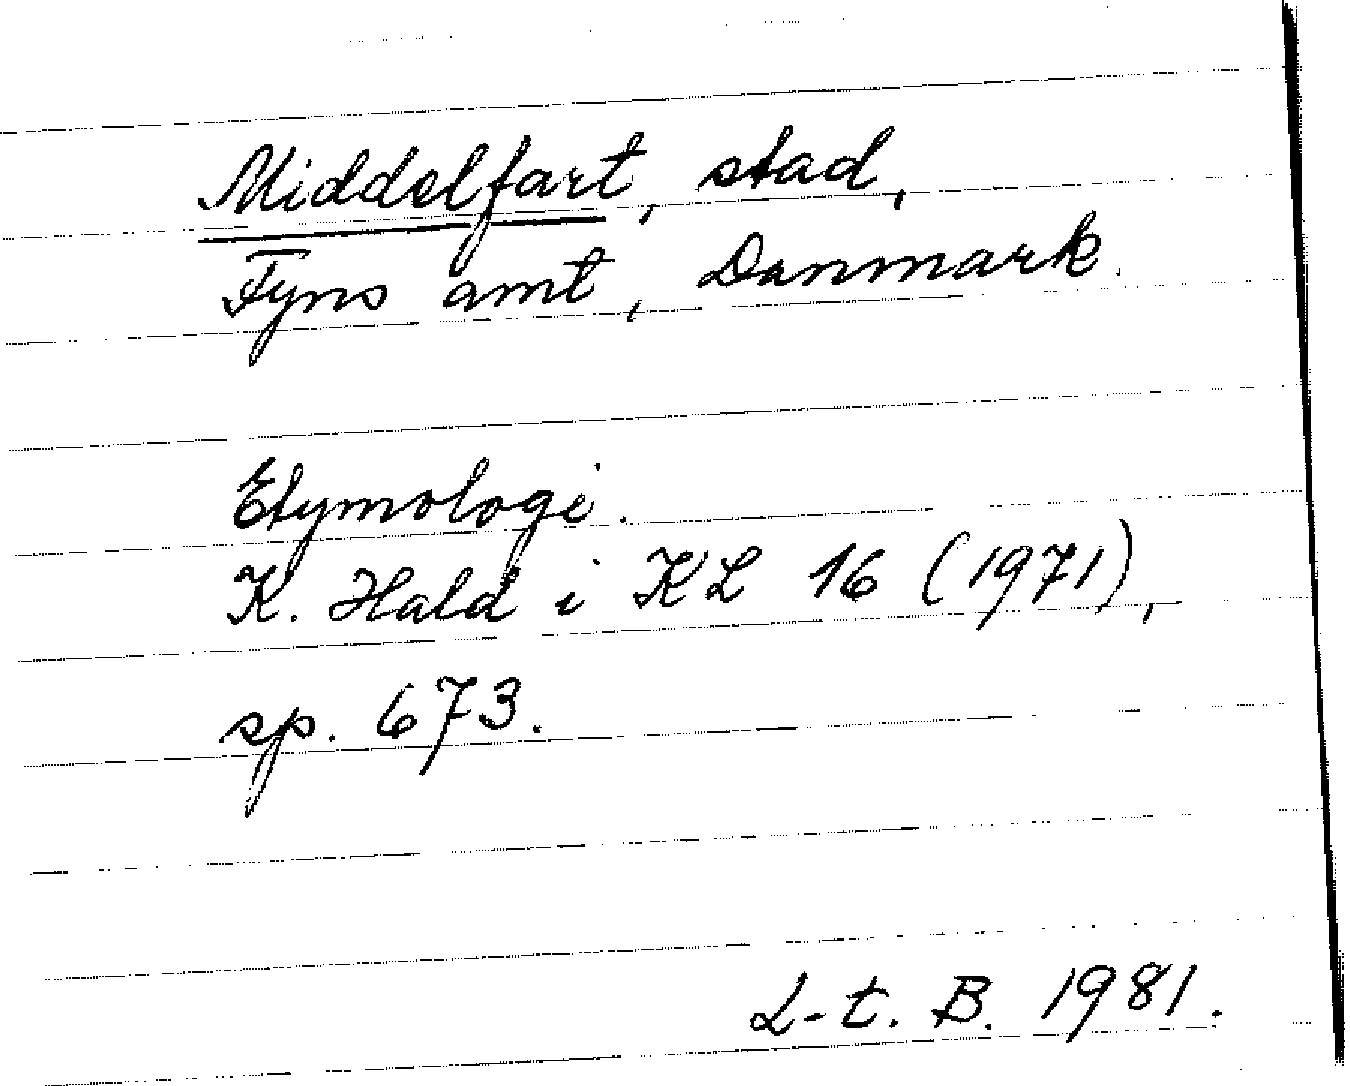 Middelfart, stad,
Fyns amt, Danmark.
Etymologi.
K. Hald i KL 16 (1971),
sp. 673.
L-t. B. 1981.